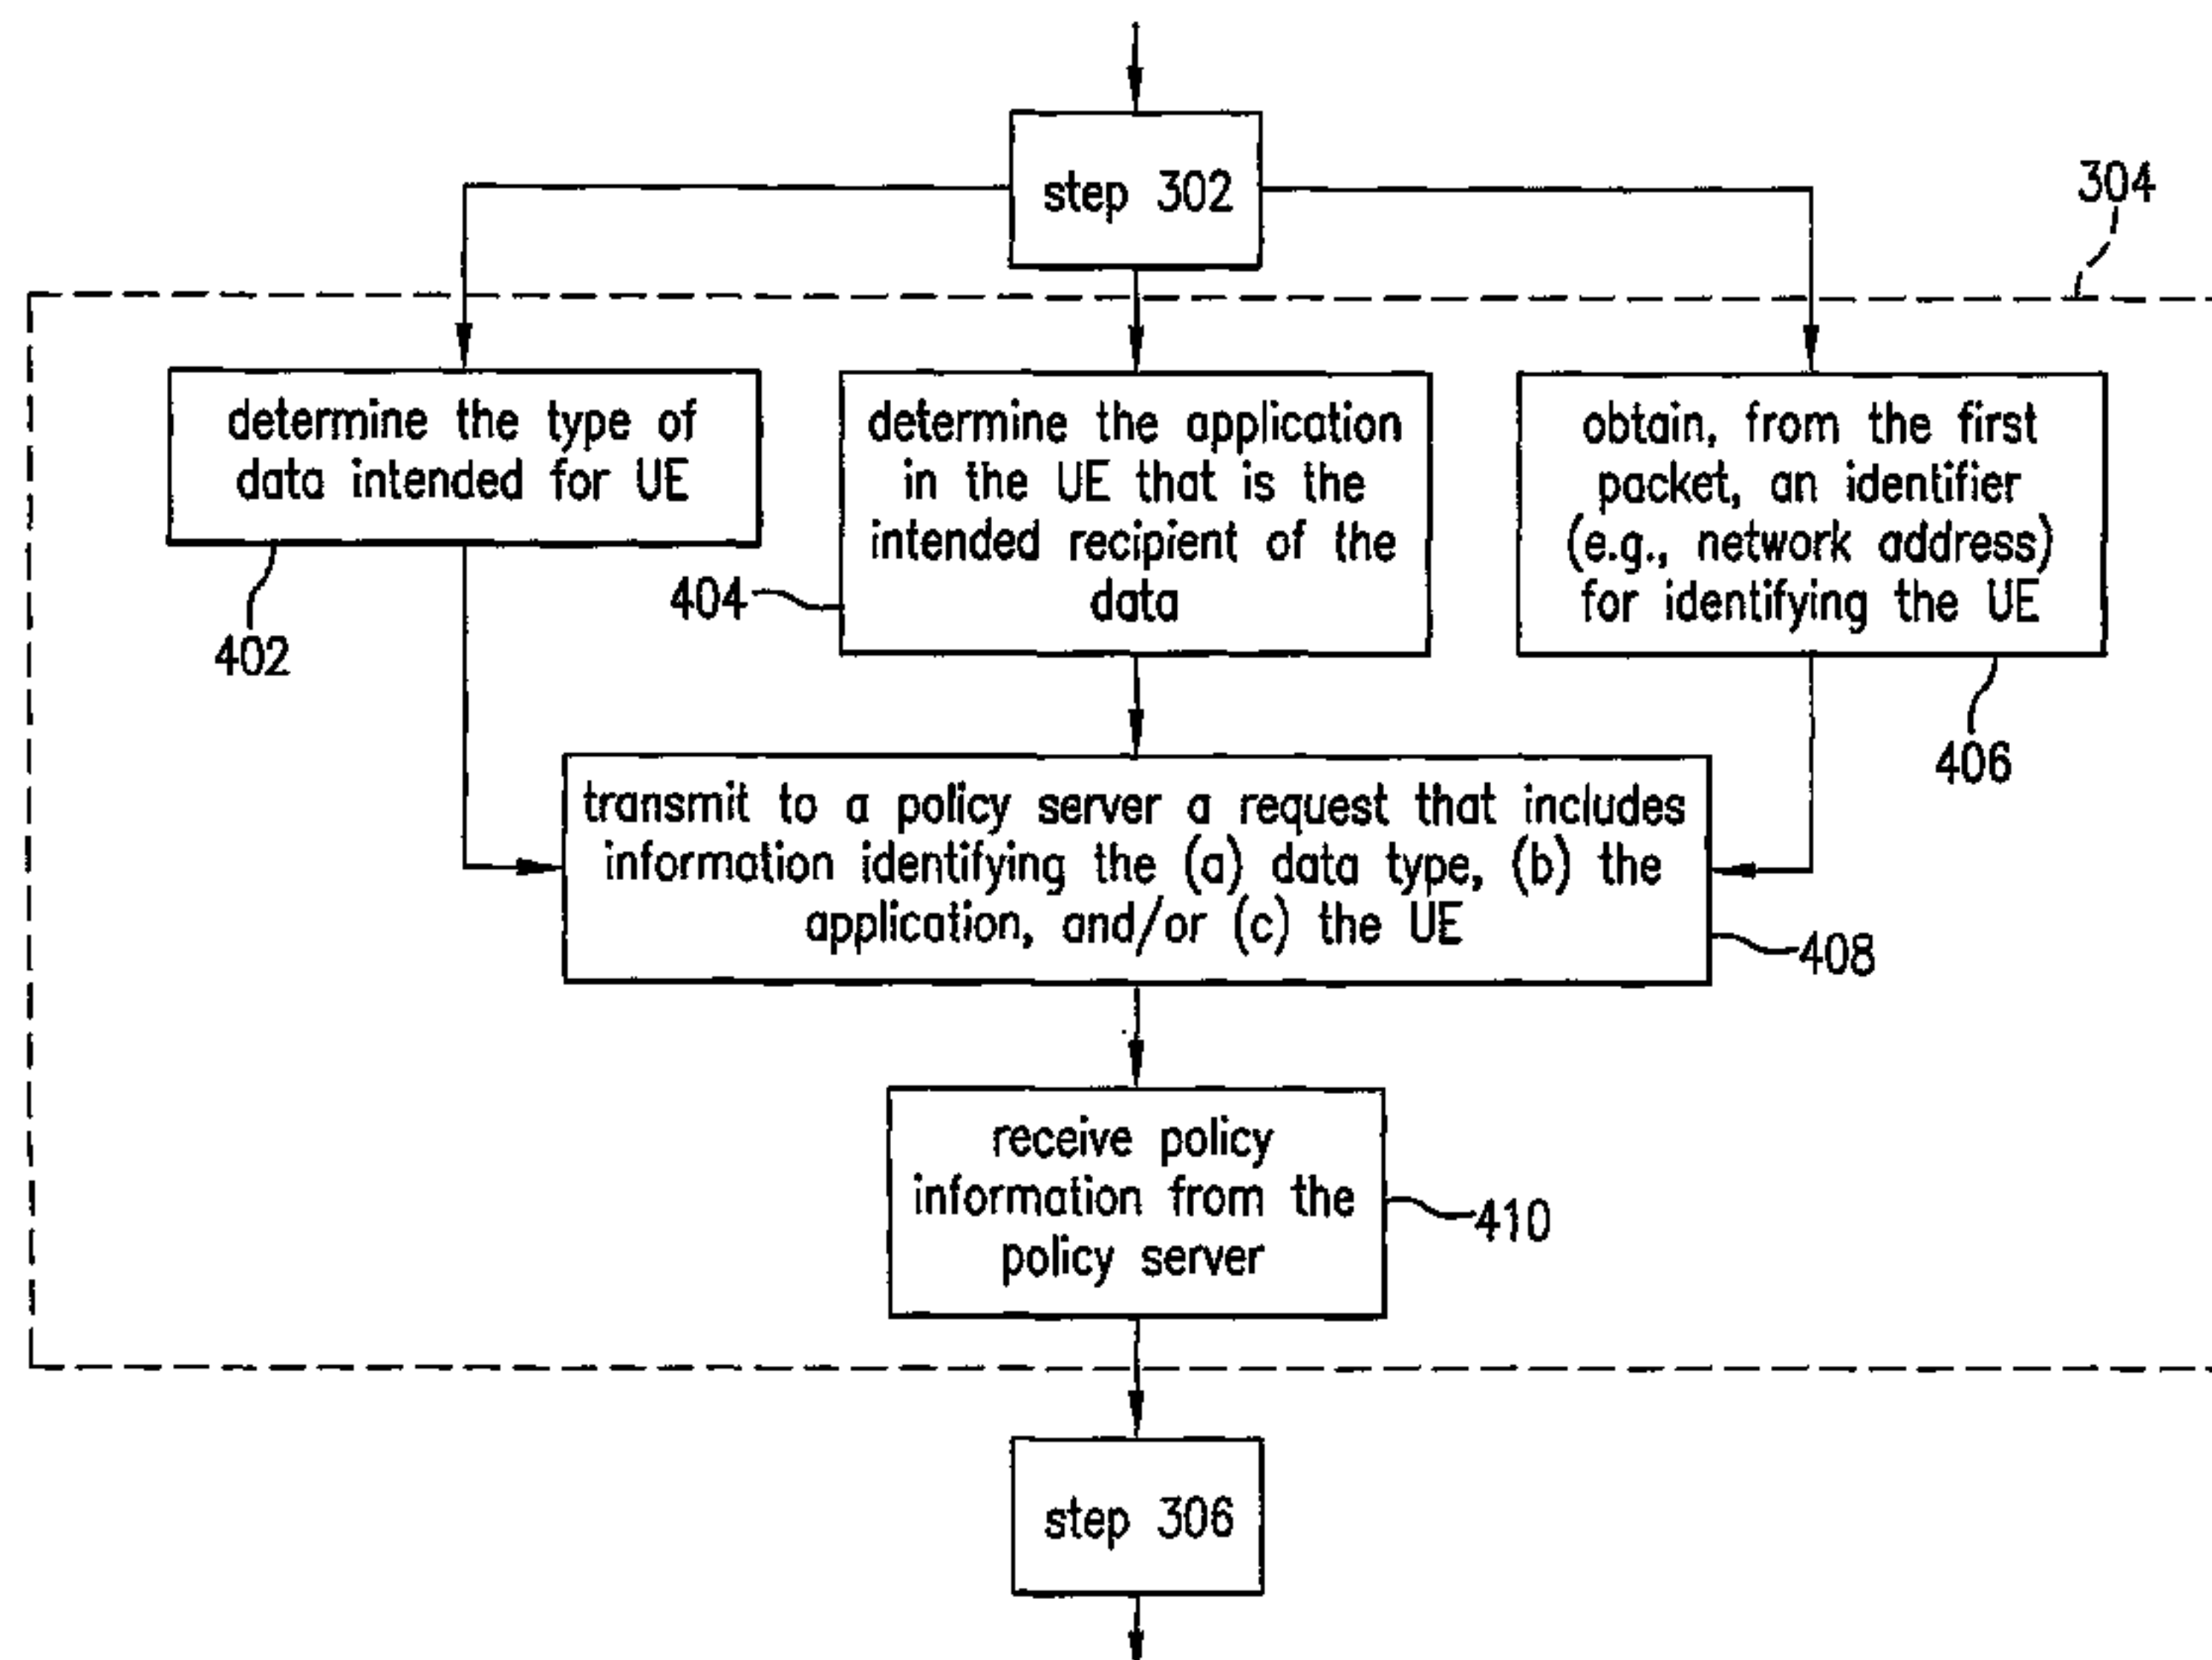 step 302
304
determine the type of
data intended for UE
402
determine the application
in the UE that is the
intended recipient of the
data
404
obtain, from the first
packet, an identifier
(e.g., network address)
for identifying the UE
406
transmit to a policy server a request that includes
information identifying the (a) data type, (b) the
application, and/or (c) the UE
408
receive policy
information from the
policy server
410
step 306